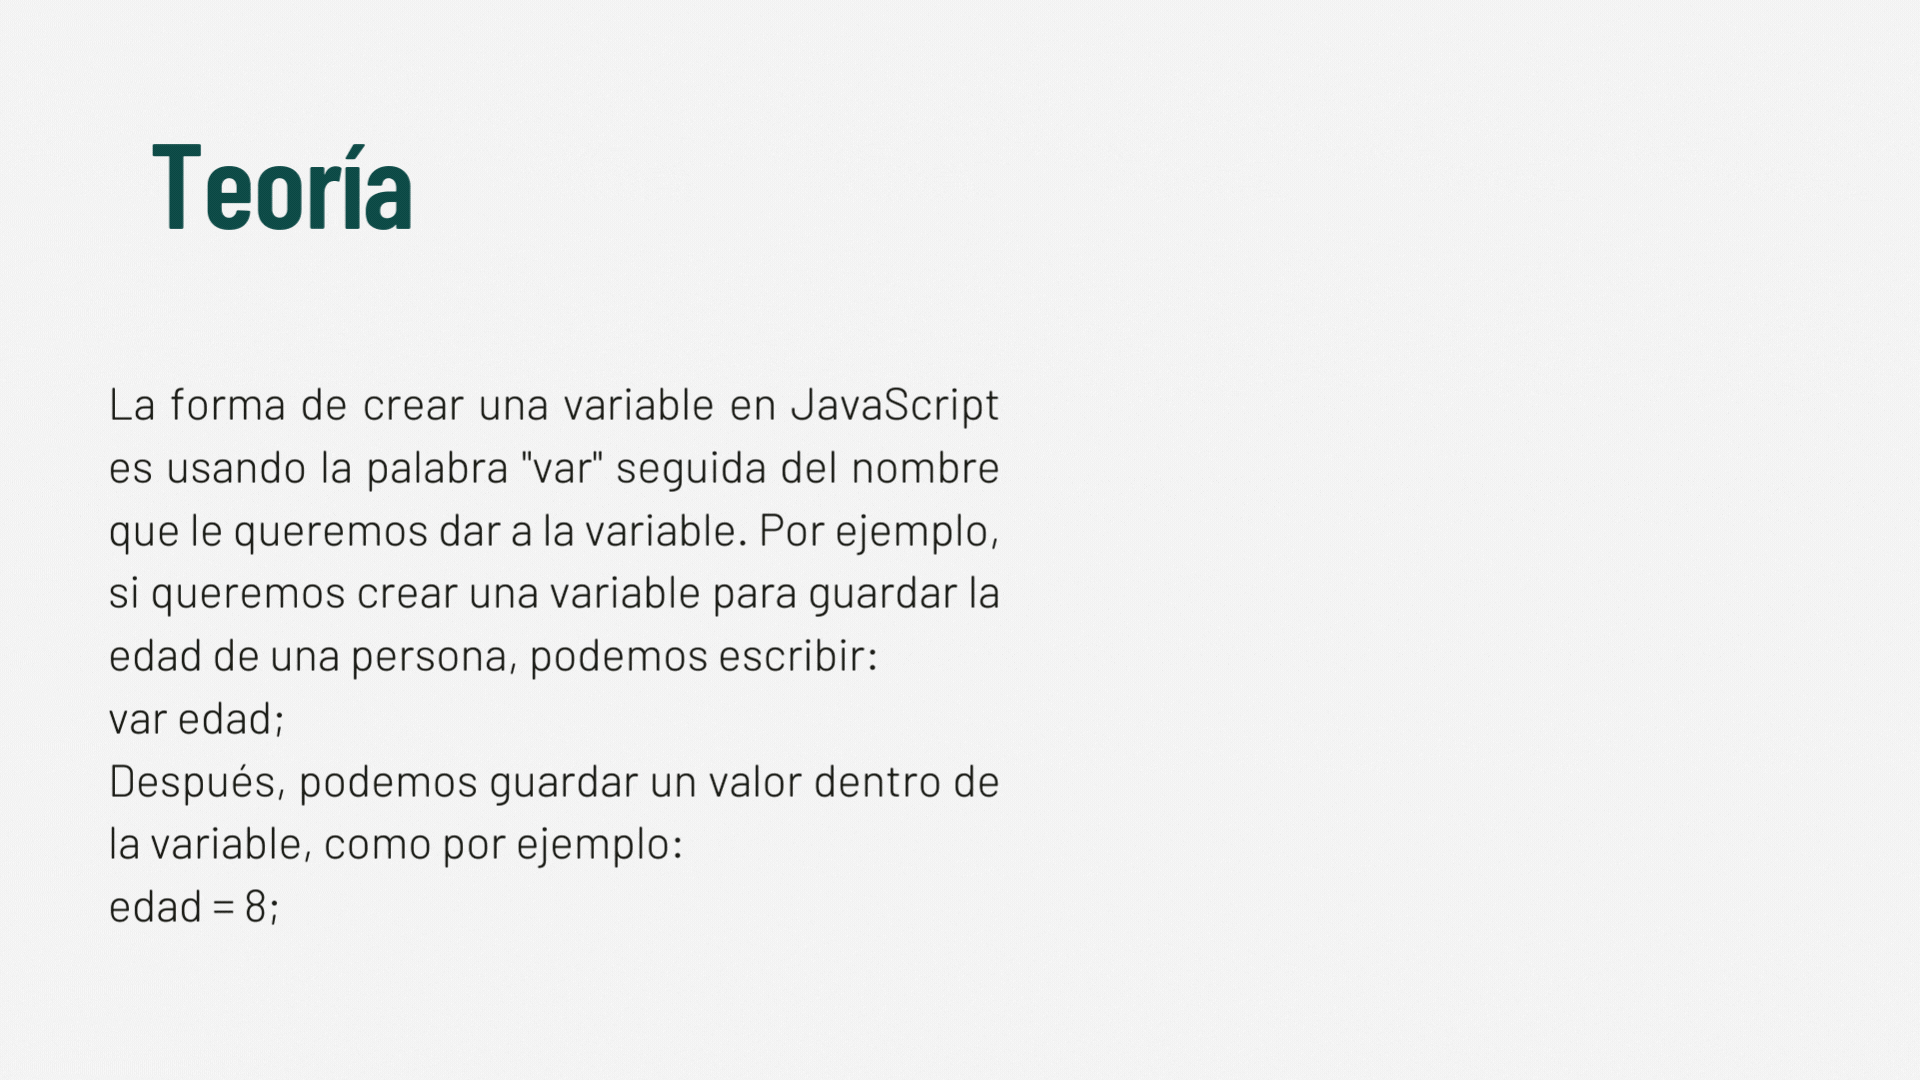 Teoría
La forma de crear una variable en JavaScript
es usando la palabra "var" seguida del nombre
que le queremos dar a la variable. Por ejemplo,
si queremos crear una variable para guardar la
edad de una persona, podemos escribir:
var edad;
Después, podemos guardar un valor dentro de
la variable, como por ejemplo:
edad = 8;